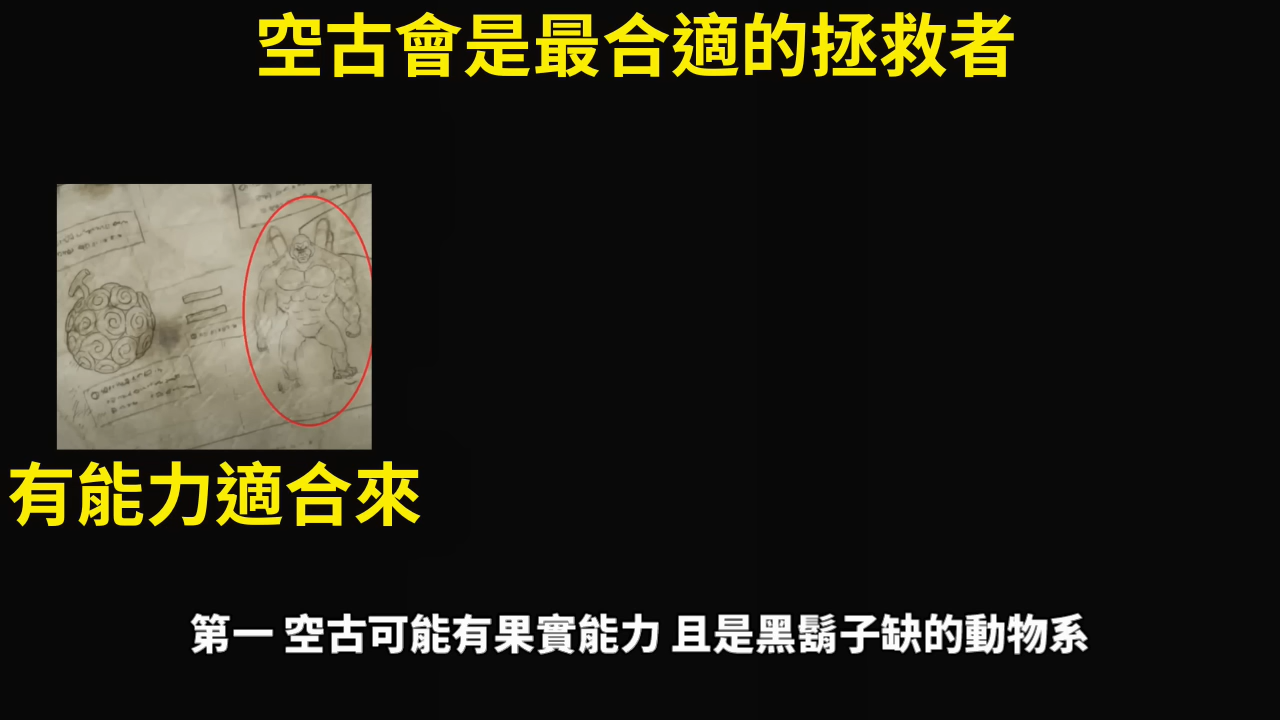 空古會是最合適的拯救者
有能力適合來
第一 空古可能有果實能力 且是黑鬍子缺的動物系